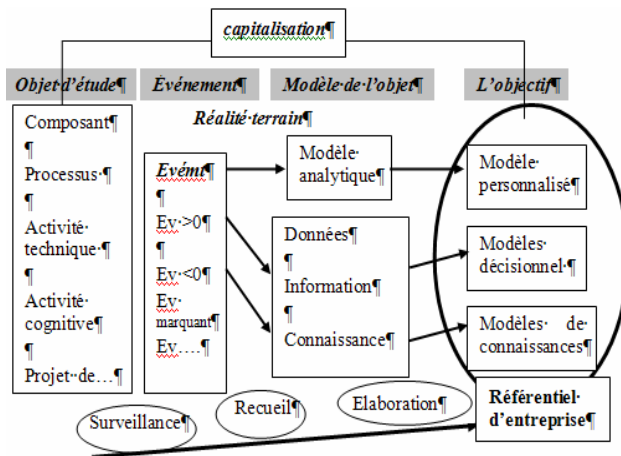 capitalisation¶
Objet·d'étude¶
Événement¶
Modèle·de·l'objet¶
L'objectif¶
Réalité·terrain¶
Composant¶
¶
Processus·¶
¶
Activité·
technique·¶
¶
Activité·
cognitive¶
¶
Projet··de…¶
Evémt¶
¶
Ev·>0¶
¶
Ev·<0¶
Ev·
marquant¶
Ev….¶
Modèle·
analytique¶
Données¶
¶
Information¶
¶
Connaissance¶
Modèle·
personnalisé¶
Modèles·
décisionnel¶
Modèles · de·
connaissances¶
Référentiel·
d'entreprise¶
Surveillance¶
Recueil¶
Elaboration¶